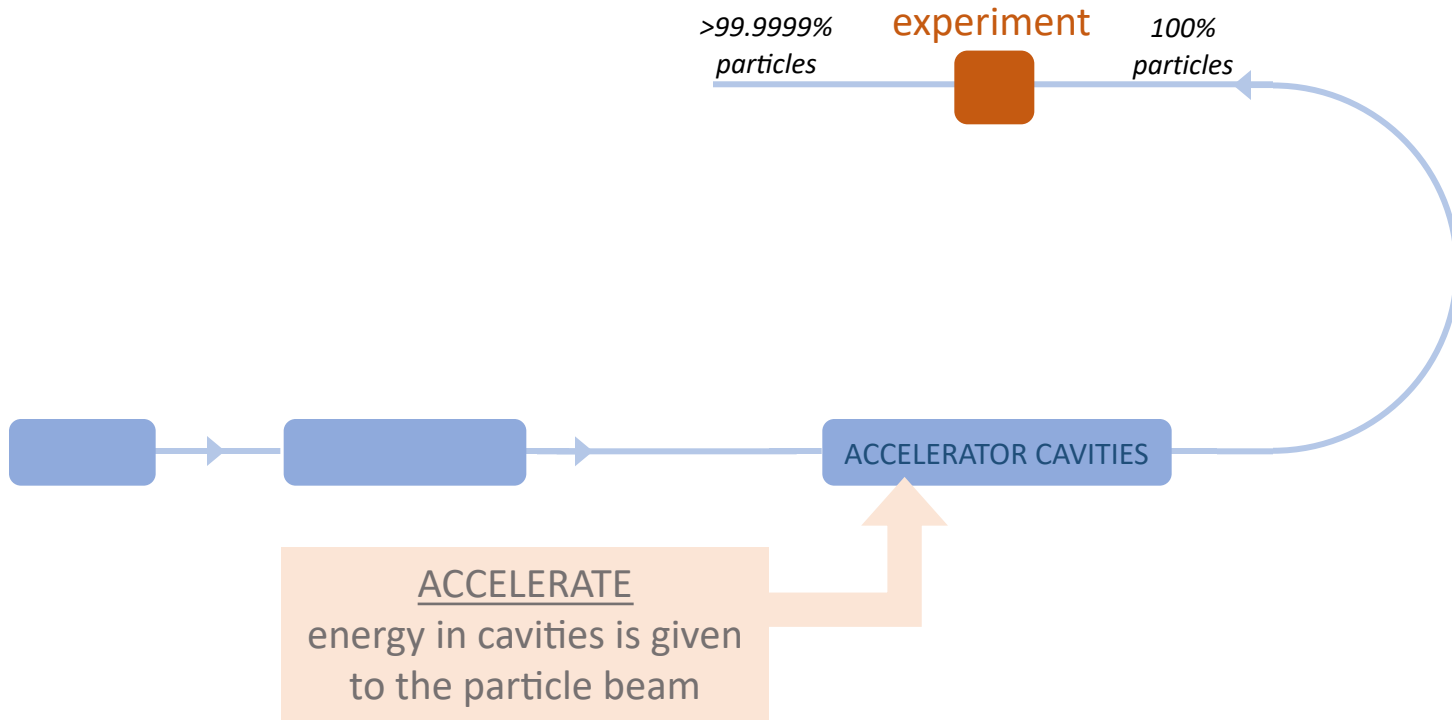 >99.9999%
particles
experiment
100%
particles
ACCELERATOR CAVITIES
ACCELERATE
energy in cavities is given
to the particle beam